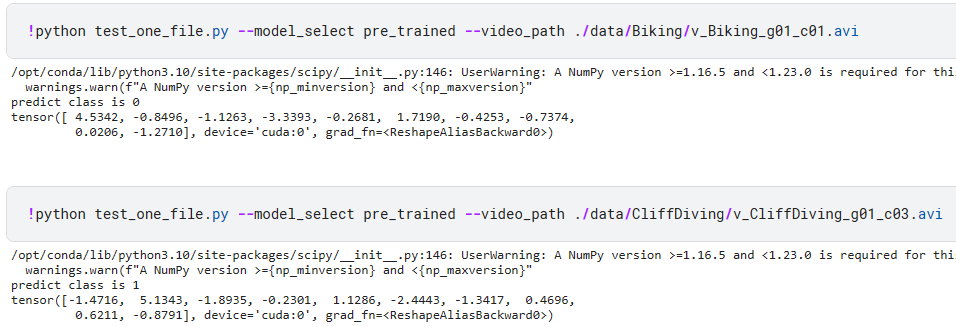 !python test_one_file.py --model_select pre_trained --video_path ./data/Biking/v_Biking_g01_c01.avi
/opt/conda/lib/python3.10/site-packages/scipy/__init__.py:146: UserWarning: A NumPy version >=1.16.5 and <1.23.0 is required for thi
warnings.warn(f"A NumPy version >={np_minversion} and <{np_maxversion}"
predict class is 0
tensor([ 4.5342, -0.8496, -1.1263, -3.3393, -0.2681,  1.7190, -0.4253, -0.7374,
0.0206, -1.2710], device='cuda:0', grad_fn=<ReshapeAliasBackward0>)
!python test_one_file.py --model_select pre_trained --video_path ./data/CliffDiving/v_CliffDiving_g01_c03.avi
/opt/conda/lib/python3.10/site-packages/scipy/__init__.py:146: UserWarning: A NumPy version >=1.16.5 and <1.23.0 is required for thi
warnings.warn(f"A NumPy version >={np_minversion} and <{np_maxversion}"
predict class is 1
tensor([-1.4716,  5.1343, -1.8935, -0.2301,  1.1286, -2.4443, -1.3417,  0.4696,
0.6211, -0.8791], device='cuda:0', grad_fn=<ReshapeAliasBackward0>)